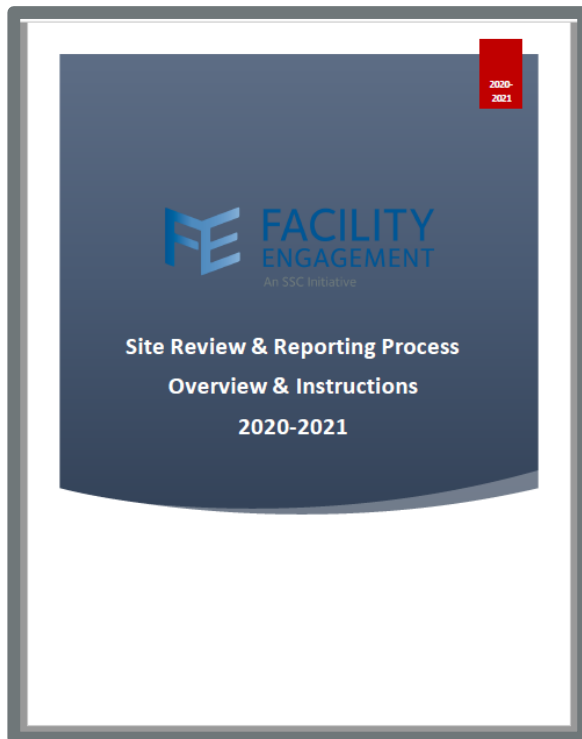 2020-
2021
FACILITY
ENGAGEMENT
An SSC Initiative
Site Review & Reporting Process
Overview & Instructions
2020-2021